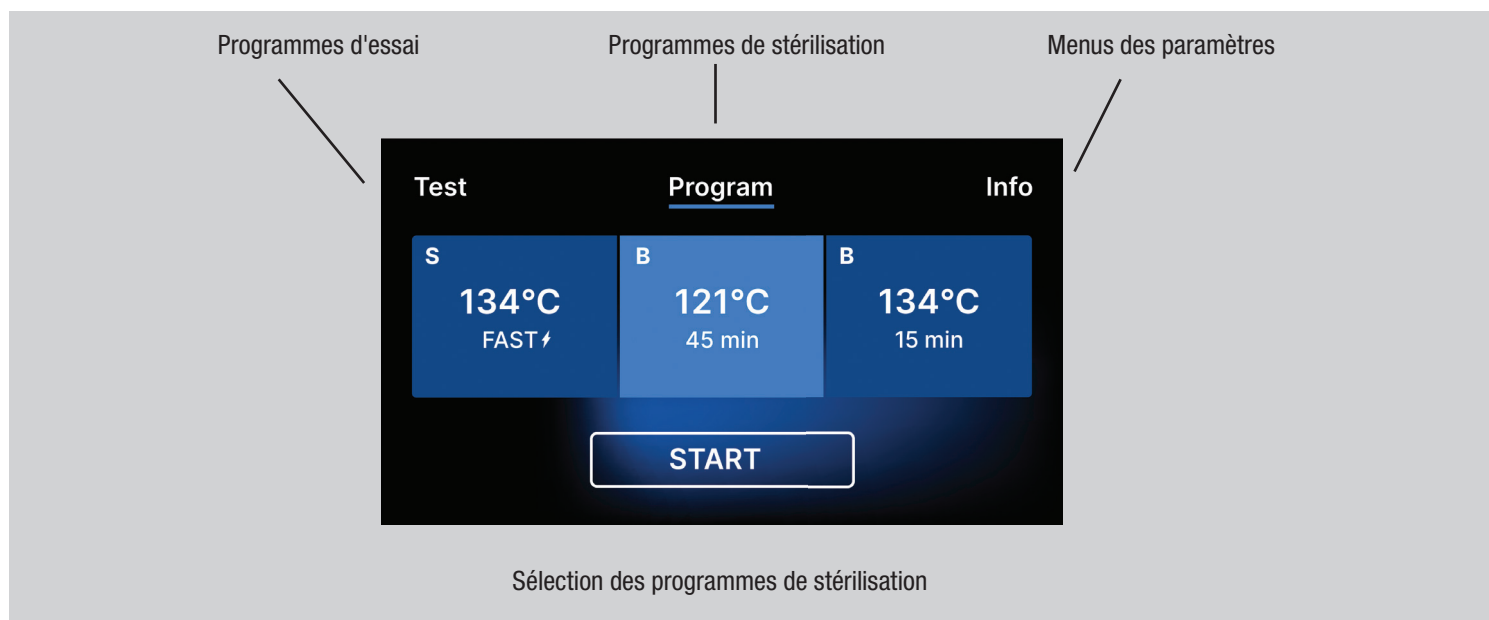 Programmes d'essai
Programmes de stérilisation
Menus des paramètres
Test
Program
Info
S
134°C
FAST
B
121°C
45 min
B
134°C
15 min
START
Sélection des programmes de stérilisation